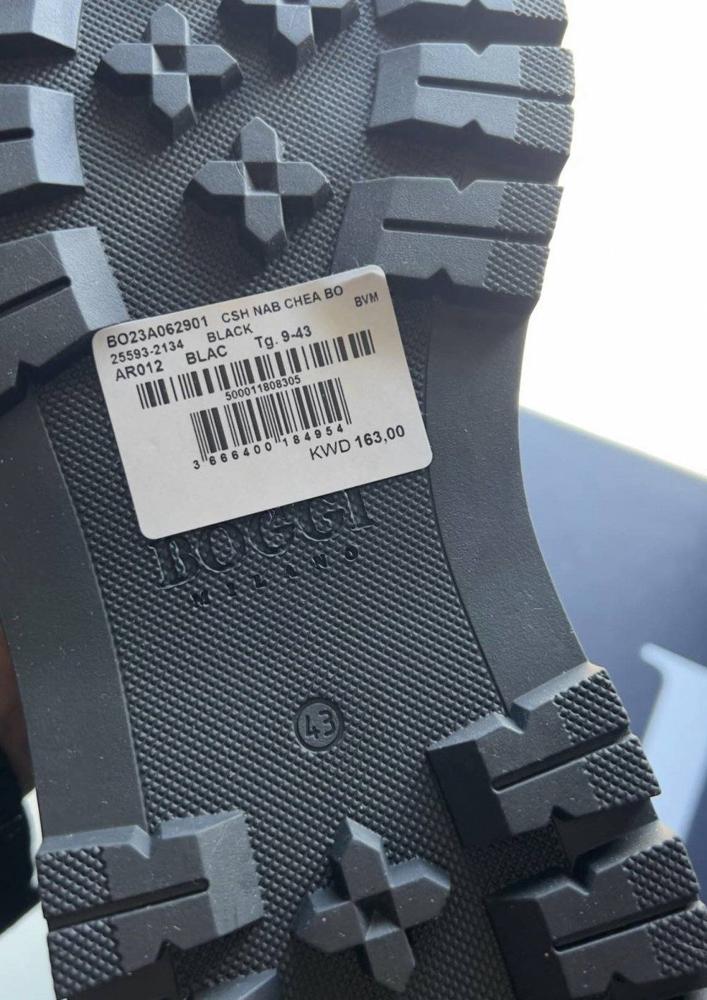 BO23A062901 CSH NAB CHEA BO BVM
25593-2134 BLACK
AR012 BLAC Tg. 9-43
500011808305
3 666400 184954
KWD 163,00
BOGGI
MILANO
43